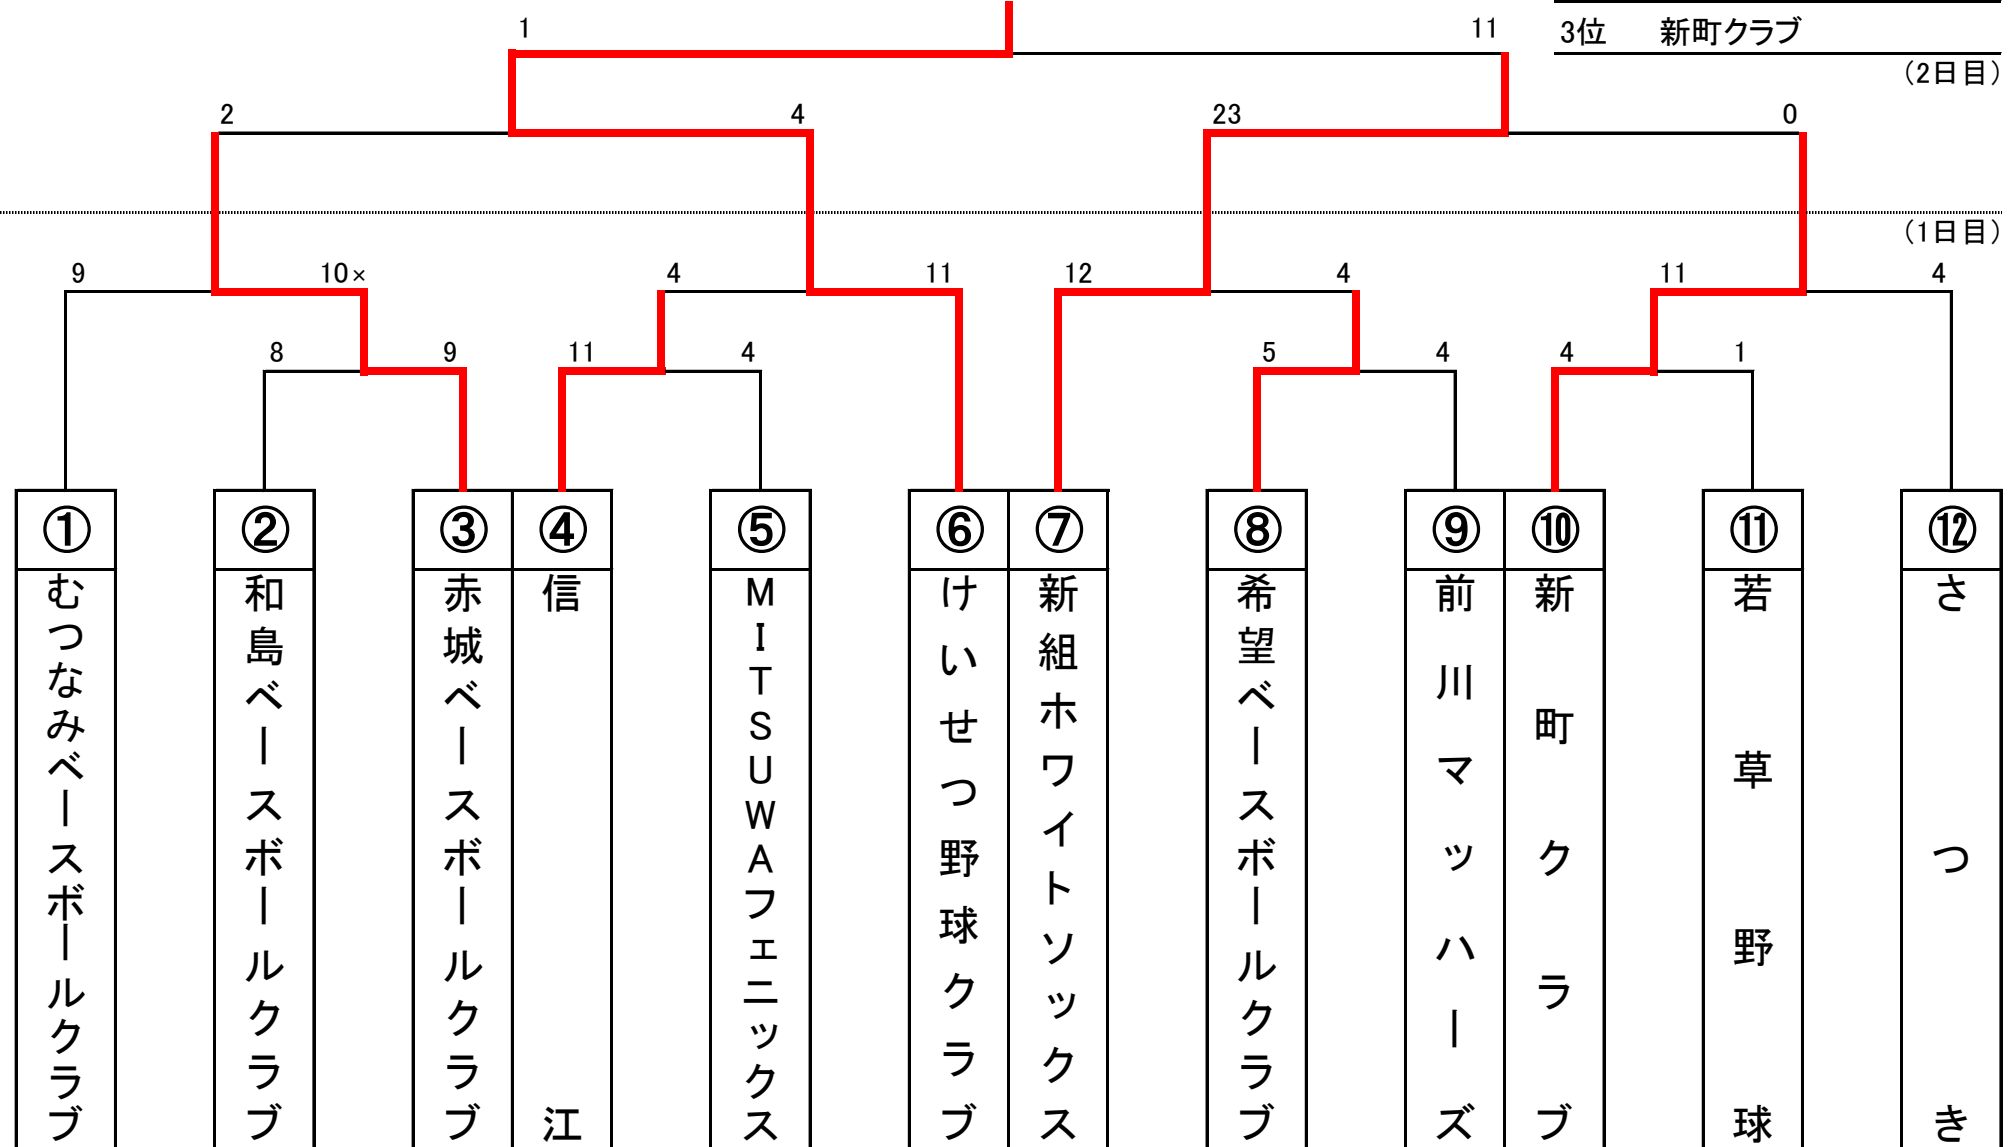 1
11
3位 新町クラブ
(2日目)
2
4
23
0
(1日目)
9
10×
4
11
12
4
11
4
8
9
11
4
5
4
4
1
①
②
③
④
⑤
⑥
⑦
⑧
⑨
⑩
⑪
⑫
むつなみベースボールクラブ
和島ベースボールクラブ
赤城ベースボールクラブ
信江
MITSUWAフェニックス
けいせつ野球クラブ
新組ホワイトソックス
希望ベースボールクラブ
前川マッハーズ
新町クラブ
若草野球
さつき